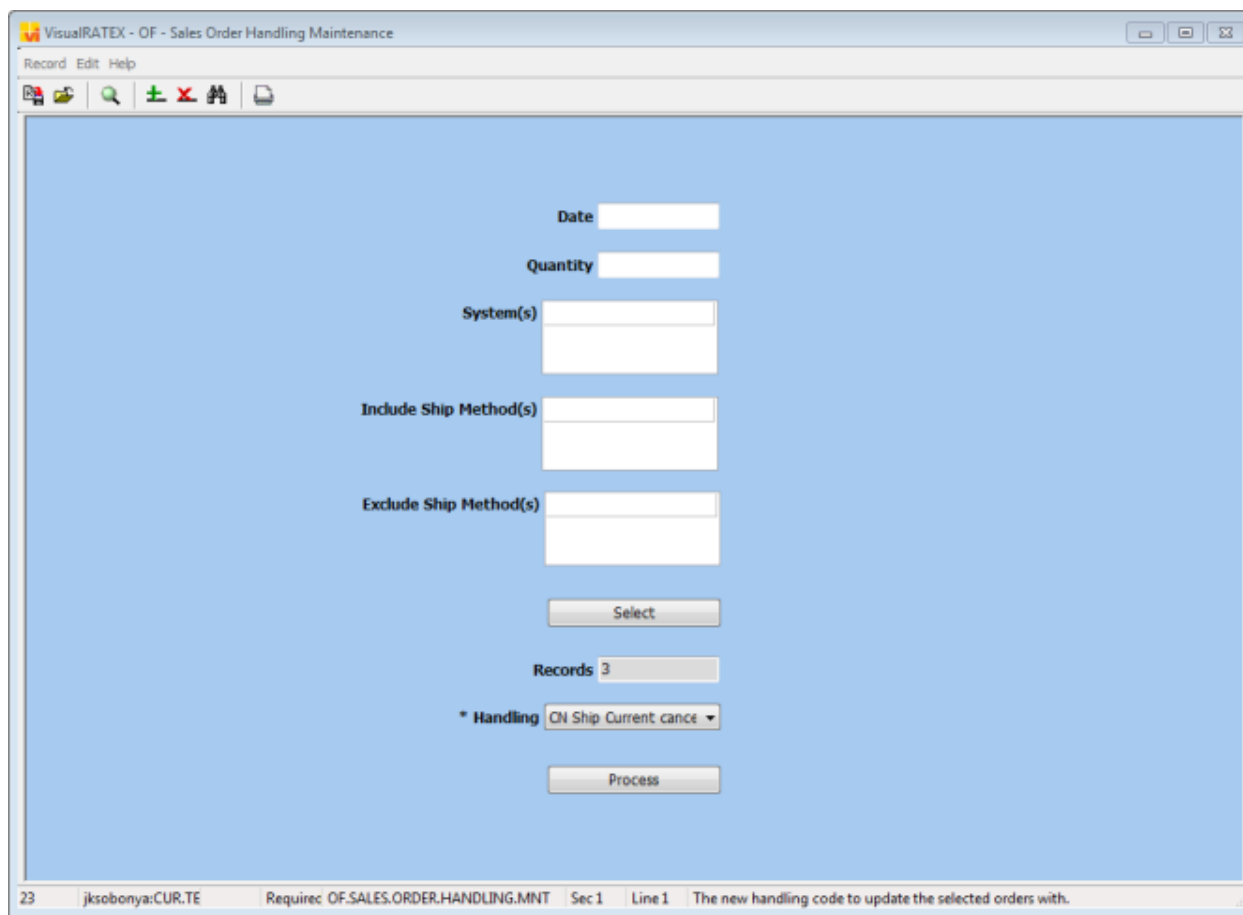 VisualRATEX - OF - Sales Order Handling Maintenance
Record Edit Help
Date
Quantity
System(s)
Include Ship Method(s)
Exclude Ship Method(s)
Select
Records 3
* Handling CN Ship Current cance
Process
23 jksobonya:CUR.TE Requirec OF.SALES.ORDER.HANDLING.MNT Sec 1 Line 1 The new handling code to update the selected orders with.